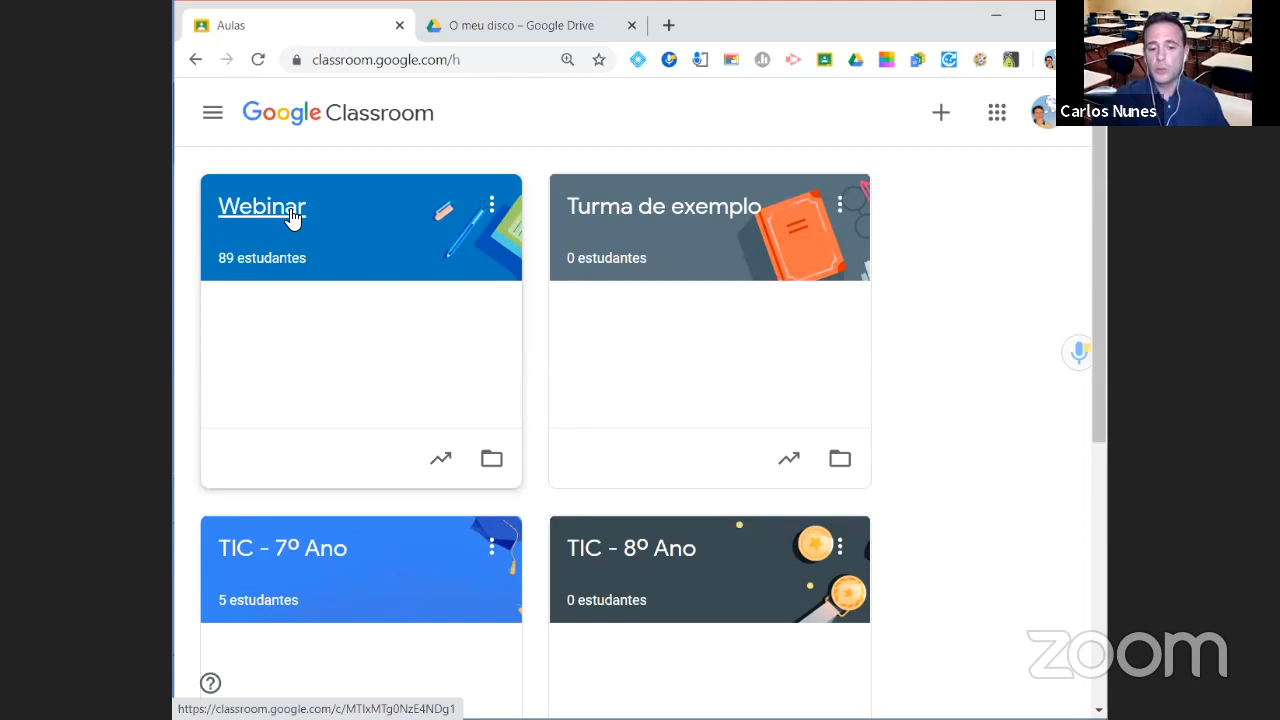 Aulas
O meu disco – Google Drive
classroom.google.com/h
Google Classroom
Carlos Nunes
Webinar
89 estudantes
Turma de exemplo
0 estudantes
TIC - 7º Ano
5 estudantes
TIC - 8º Ano
0 estudantes
zoom
https://classroom.google.com/c/MTIxMTg0NzE4NDg1